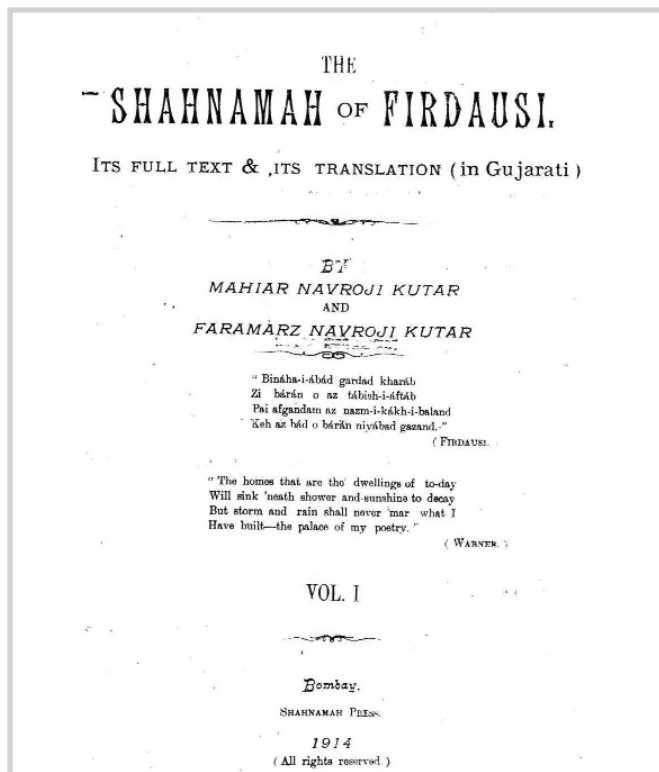 THE
SHAHNAMAH OF FIRDAUSI.
ITS FULL TEXT & ITS TRANSLATION (in Gujarati)
BY
MAHIAR NAVROJI KUTAR
AND
FARAMARZ NAVROJI KUTAR
“ Bináha-i-ábád gardad kharáb
Zi bárán o az tábish-i-áftáb
Pai afgandam az nazm-i-kákh-i-baland
Keh az bád o bárán niyábad gazand.”
( FIRDAUSI.
“ The homes that are the dwellings of to-day
Will sink 'neath shower and sunshine to decay
But storm and rain shall never mar what I
Have built—the palace of my poetry. ”
( WARNER. )
VOL. I
Bombay.
SHAHNAMAH PRESS.
1914
( All rights reserved. )